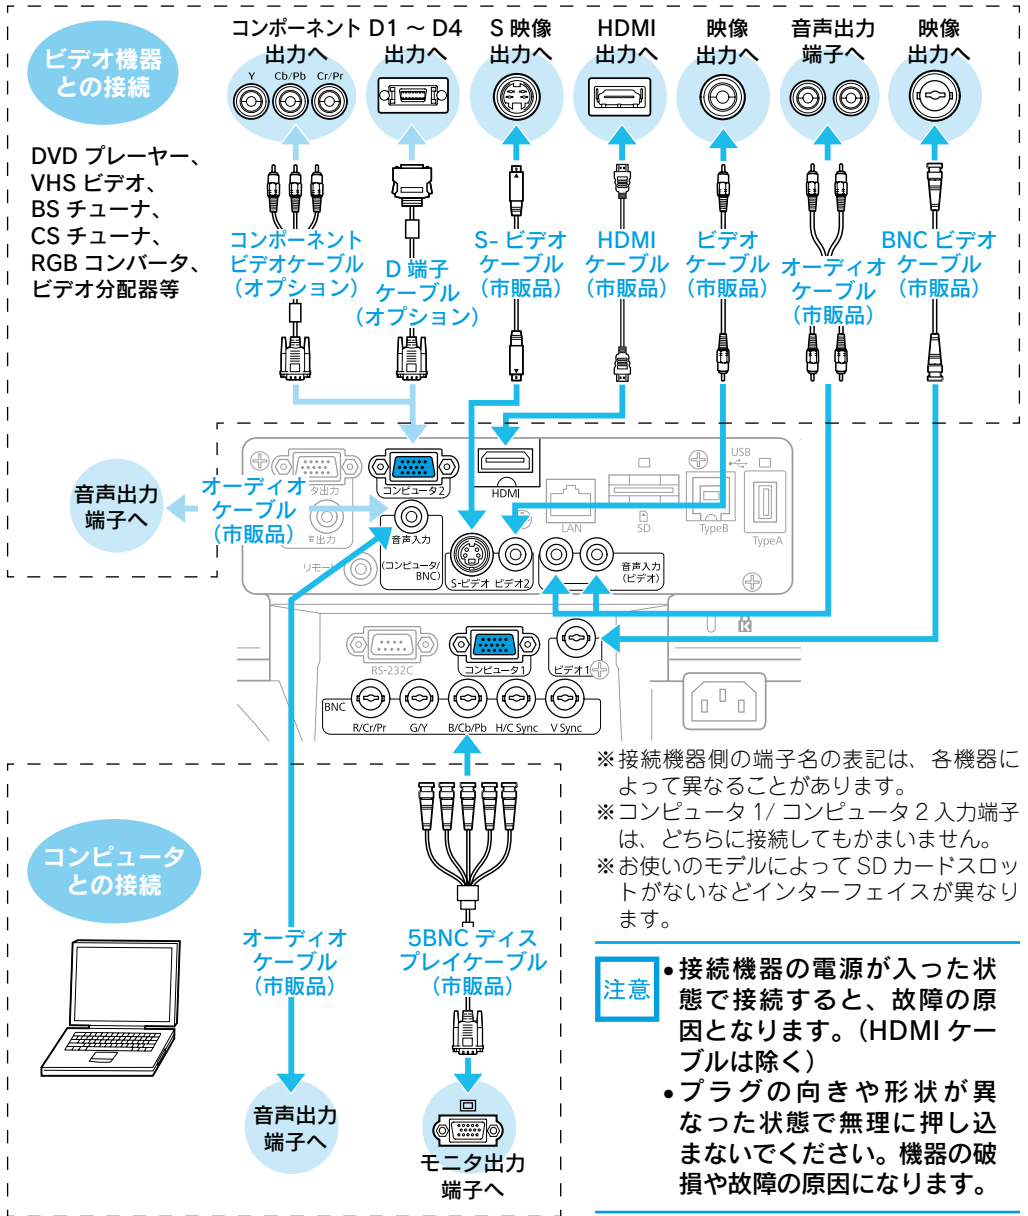 ビデオ機器
との接続
DVD プレーヤー、
VHS ビデオ、
BS チューナ、
CS チューナ、
RGB コンバータ、
ビデオ分配器等
コンポーネント
出力へ
Y Cb/Pb Cr/Pr
D1 ～ D4
出力へ
S 映像
出力へ
HDMI
出力へ
映像
出力へ
音声出力
端子へ
映像
出力へ
コンポーネント
ビデオケーブル
（オプション）
D 端子
ケーブル
（オプション）
S- ビデオ
ケーブル
（市販品）
HDMI
ケーブル
（市販品）
ビデオ
ケーブル
（市販品）
オーディオ
ケーブル
（市販品）
BNC ビデオ
ケーブル
（市販品）
音声出力
端子へ
オーディオ
ケーブル
（市販品）
タ出力
コンピュータ2
HDMI
LAN
SD
USB
TypeB
TypeA
出力
音声入力
リモー
(コンピュータ/
BNC)
S-ビデオ ビデオ2
音声入力
(ビデオ)
RS-232C
コンピュータ1
ビデオ1
BNC
R/Cr/Pr G/Y B/Cb/Pb H/C Sync V Sync
コンピュータ
との接続
オーディオ
ケーブル
（市販品）
音声出力
端子へ
5BNC ディス
プレイケーブル
（市販品）
モニタ出力
端子へ
※接続機器側の端子名の表記は、各機器に
よって異なることがあります。
※コンピュータ 1/ コンピュータ 2 入力端子
は、どちらに接続してもかまいません。
※お使いのモデルによって SD カードスロッ
トがないなどインターフェイスが異なり
ます。
注意
•接続機器の電源が入った状
態で接続すると、故障の原
因となります。（HDMI ケー
ブルは除く）
•プラグの向きや形状が異
なった状態で無理に押し込
まないでください。機器の破
損や故障の原因になります。